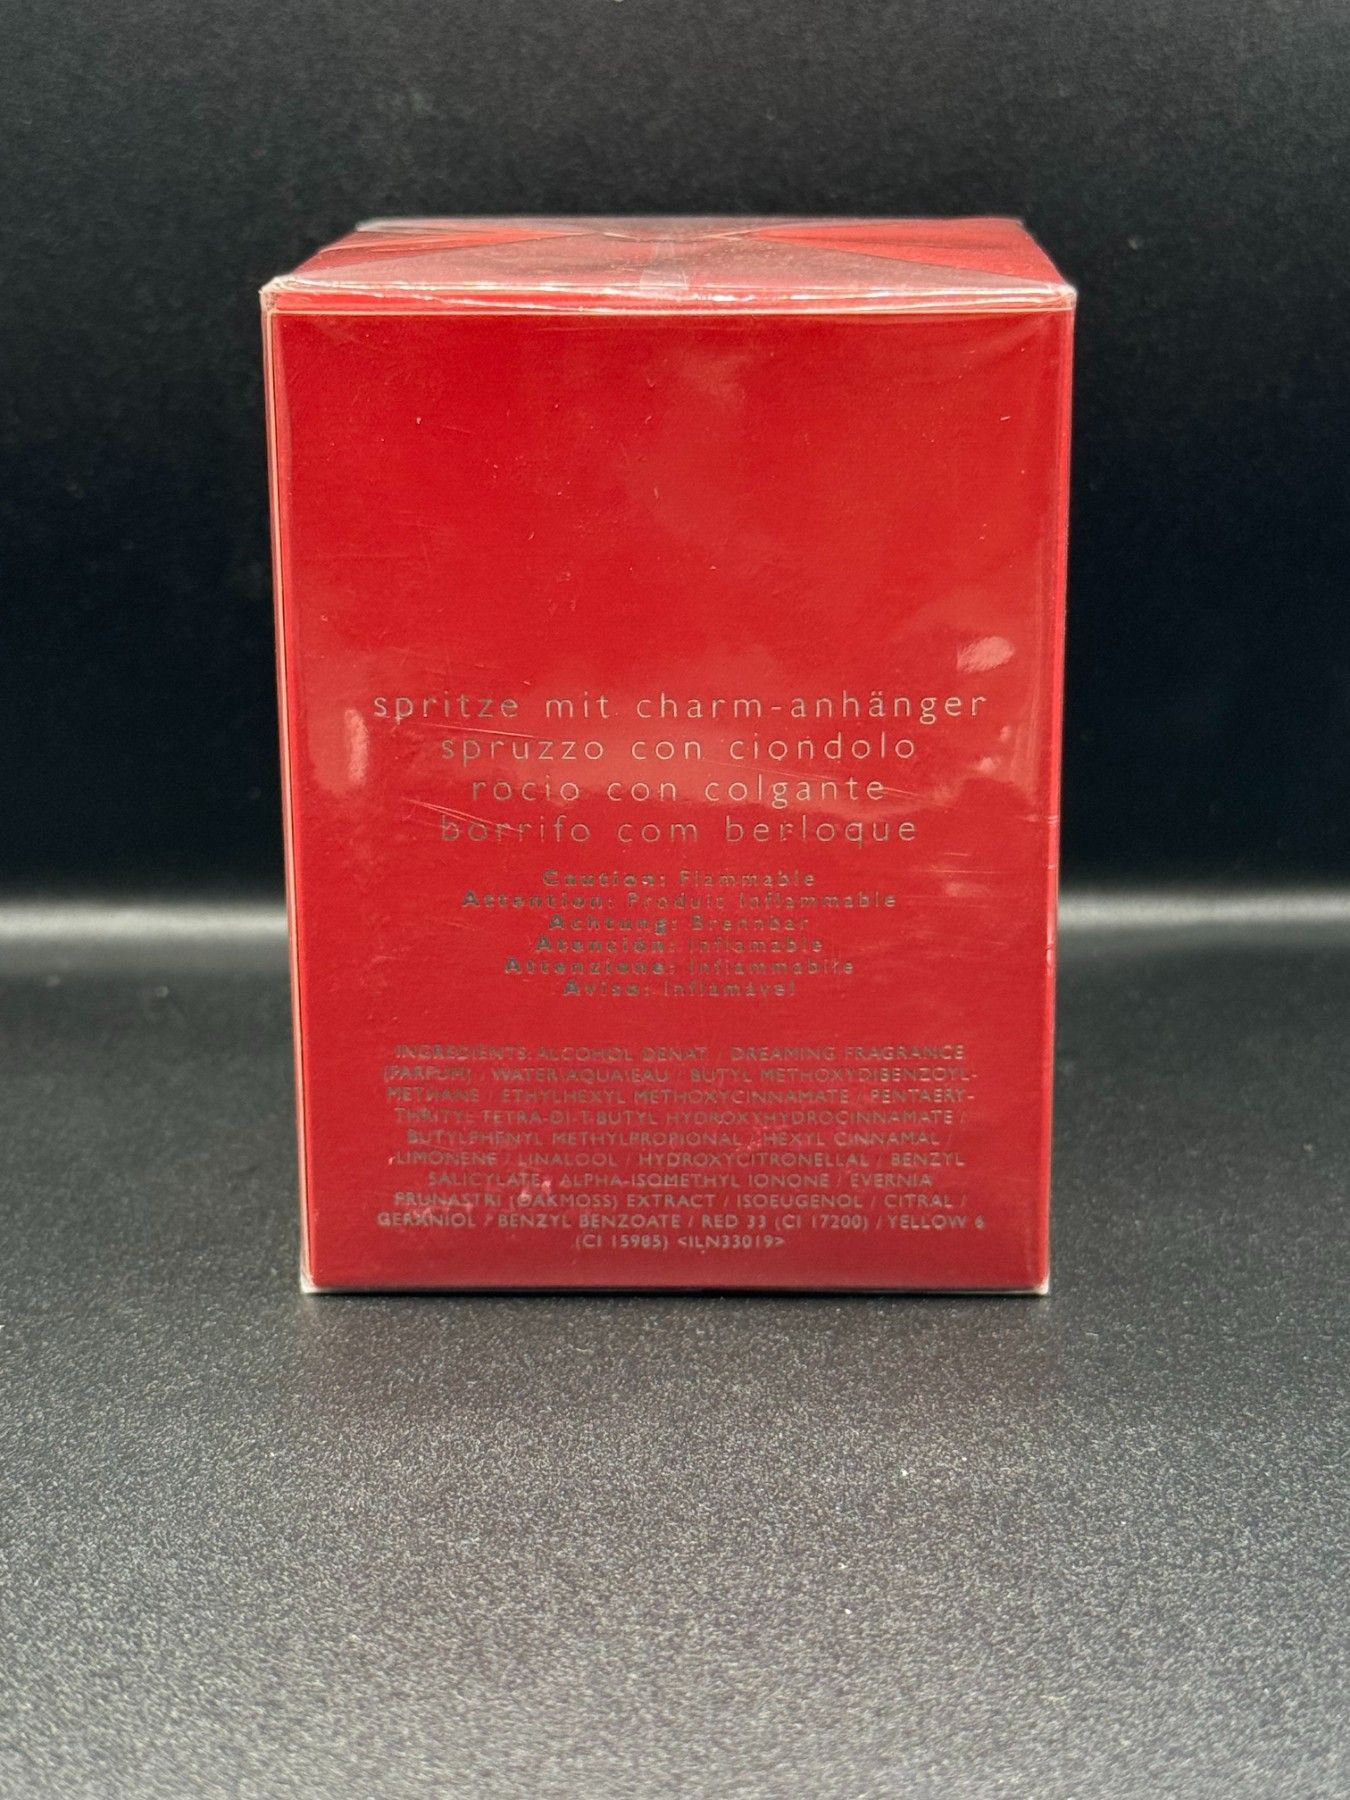 spritze mit charm-anhänger
spruzzo con ciondolo
rocio con colgante
borrifo com berloque
Caution: Flammable
Attention: Produit Inflammable
Achtung: Brennbar
Atención: Inflamable
Attenzione: Infiammabile
Aviso: Inflamável
INGREDIENTS: ALCOHOL DENAT. / DREAMING FRAGRANCE
(PARFUM) / WATER\AQUA\EAU / BUTYL METHOXYDIBENZOYL-
METHANE / ETHYLHEXYL METHOXYCINNAMATE / PENTAERY-
THRITYL TETRA-DI-T-BUTYL HYDROXYHYDROCINNAMATE /
BUTYLPHENYL METHYLPROPIONAL / HEXYL CINNAMAL /
LIMONENE / LINALOOL / HYDROXYCITRONELLAL / BENZYL
SALICYLATE / ALPHA-ISOMETHYL IONONE / EVERNIA
PRUNASTRI (OAKMOSS) EXTRACT / ISOEUGENOL / CITRAL /
GERANIOL / BENZYL BENZOATE / RED 33 (CI 17200) / YELLOW 6
(CI 15985) <ILN33019>